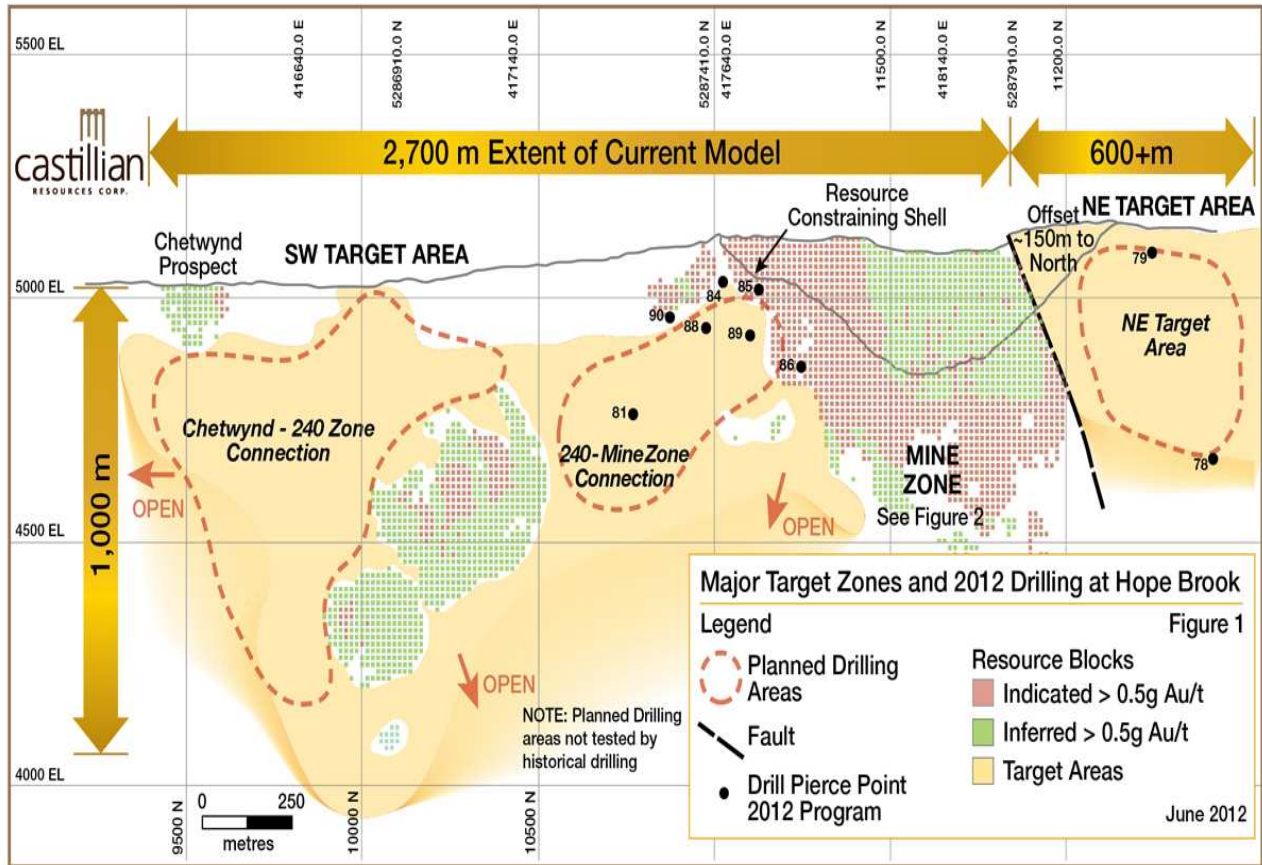 416640.0 E
5286910.0 N
417140.0 E
5287410.0 N
417640.0 E
11500.0 N
418140.0 E
5287910.0 N
11200.0 N
5500 EL
castillian
RESOURCES CORP.
2,700 m Extent of Current Model
600+m
Resource
Constraining Shell
Offset
~150m to
North
NE TARGET AREA
Chetwynd
Prospect
SW TARGET AREA
5000 EL
79
84
85
90
88
89
86
81
78
NE Target
Area
Chetwynd - 240 Zone
Connection
240-Mine Zone
Connection
MINE
ZONE
See Figure 2
OPEN
OPEN
OPEN
1,000 m
4500 EL
4000 EL
NOTE: Planned Drilling
areas not tested by
historical drilling
0 250
metres
9500 N
10000 N
10500 N
Major Target Zones and 2012 Drilling at Hope Brook
Legend
Figure 1
Planned Drilling
Areas
Fault
Drill Pierce Point
2012 Program
Resource Blocks
Indicated > 0.5g Au/t
Inferred > 0.5g Au/t
Target Areas
June 2012